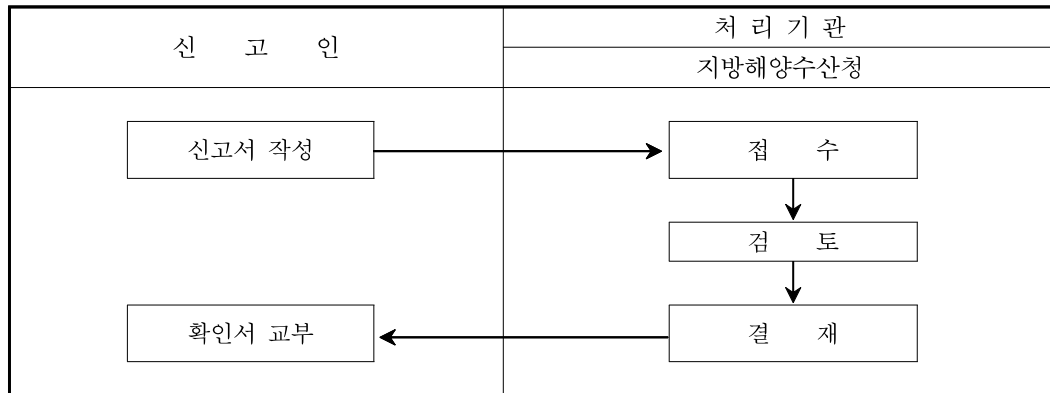 신 고 인
처 리 기 관
지방해양수산청
신고서 작성
접 수
검 토
확인서 교부
결 재